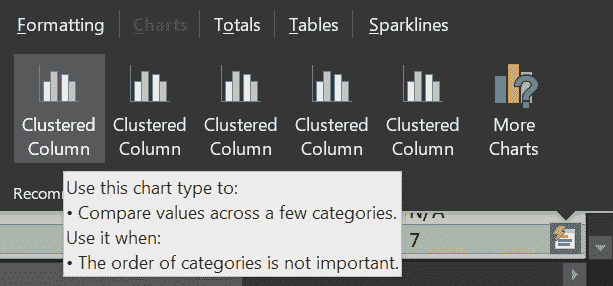 Formatting Charts Totals Tables Sparklines
Clustered Column Clustered Column Clustered Column Clustered Column Clustered Column More Charts
Recomm
Use this chart type to:
• Compare values across a few categories.
Use it when:
• The order of categories is not important.
N/A
7